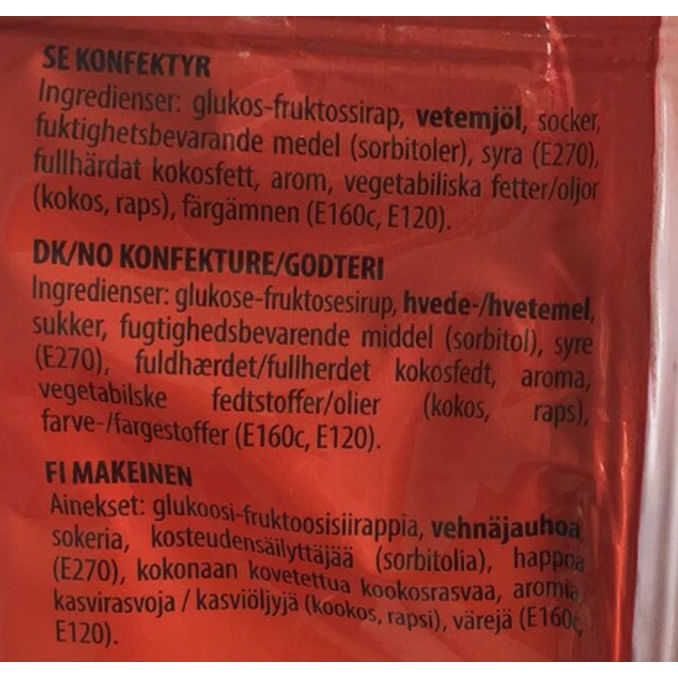 SE KONFEKTYR
Ingredienser: glukos-fruktossirap, vetemjöl, socker,
fuktighetsbevarande medel (sorbitoler), syra (E270),
fullhärdat kokosfett, arom, vegetabiliska fetter/oljor
(kokos, raps), färgämnen (E160c, E120).
DK/NO KONFEKTURE/GODTERI
Ingredienser: glukose-fruktosesirup, hvede-/hvetemel,
sukker, fugtighedsbevarende middel (sorbitol), syre
(E270), fuldhærdet/fullherdet kokosfedt, aroma,
vegetabilske fedtstoffer/olier (kokos, raps),
farve-/fargestoffer (E160c, E120).
FI MAKEINEN
Ainekset: glukoosi-fruktoosisiirappia, vehnäjauhoa,
sokeria, kosteudensäilyttäjää (sorbitolia), happoa
(E270), kokonaan kovetettua kookosrasvaa, aromia,
kasvirasvoja / kasviöljyjä (kookos, rapsi), värejä (E160c,
E120).